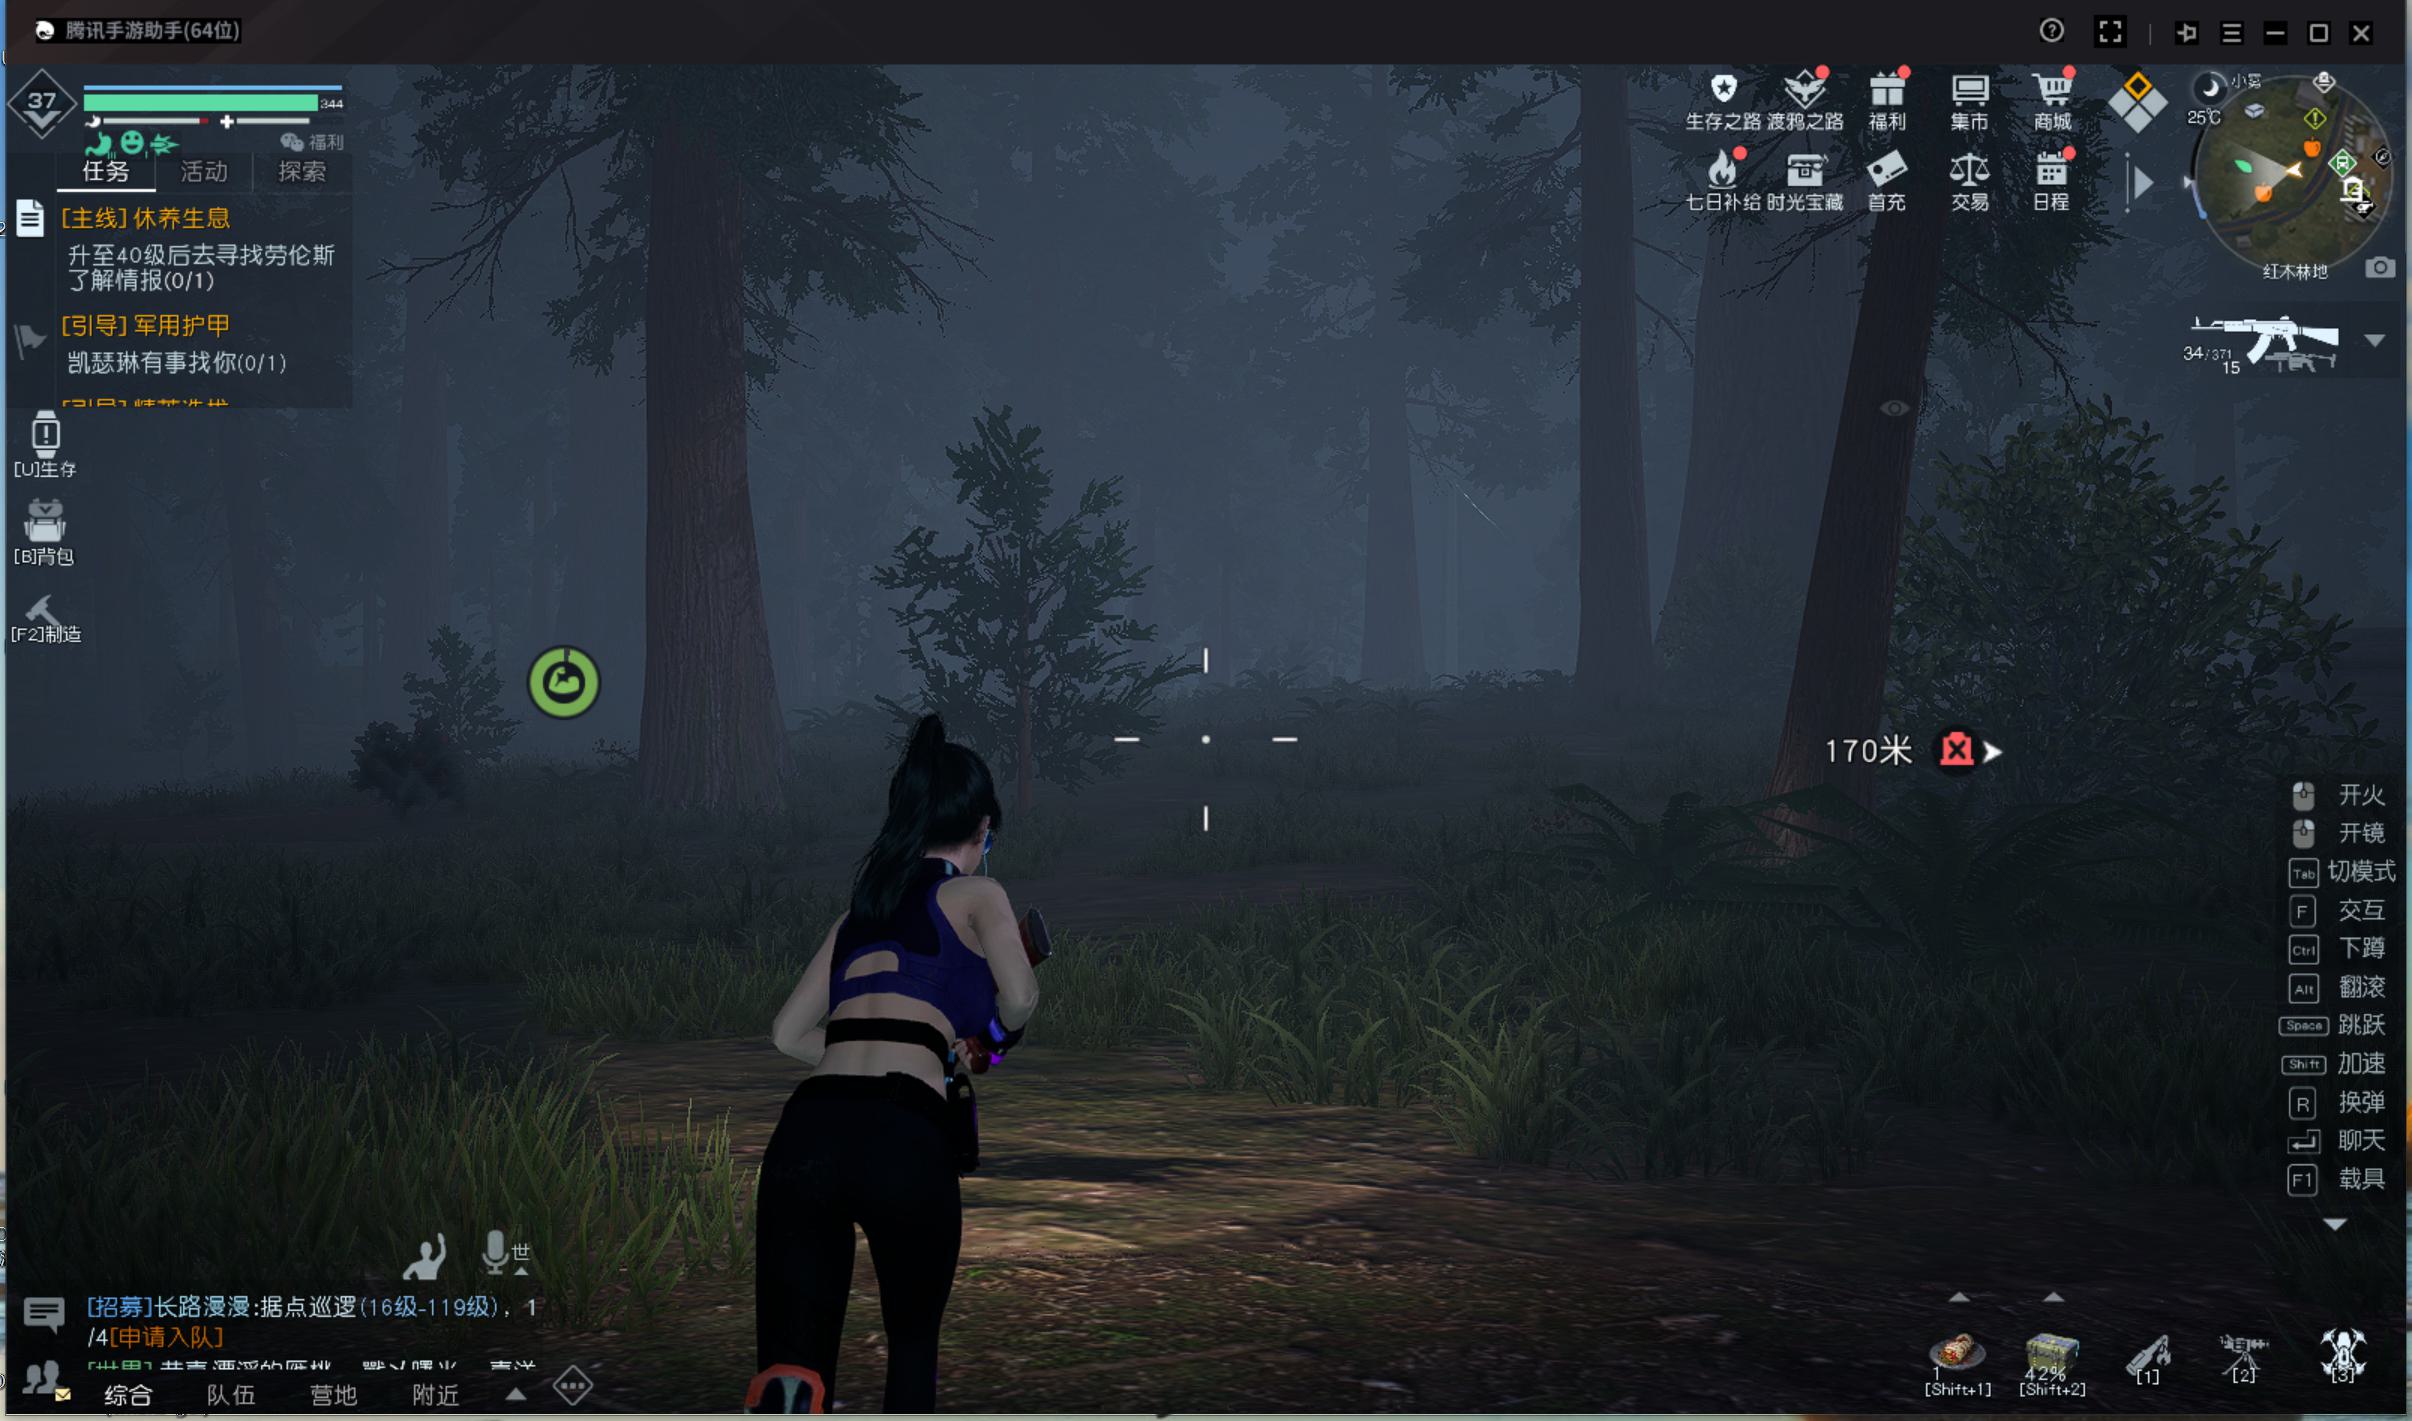 腾讯手游助手(64位)
37
344
福利
任务 活动 探索
[主线] 休养生息
升至40级后去寻找劳伦斯
了解情报(0/1)
[引导] 军用护甲
凯瑟琳有事找你(0/1)
[U]生存
[B]背包
[F2]制造
生存之路 渡鸦之路 福利 集市 商城
七日补给 时光宝藏 首充 交易 日程
25℃
红木林地
34/371
15
170米
开火
开镜
Tab 切模式
F 交互
Ctrl 下蹲
Alt 翻滚
Space 跳跃
Shift 加速
R 换弹
聊天
F1 载具
世
[招募]长路漫漫:据点巡逻(16级-119级)，1
/4[申请入队]
综合 队伍 营地 附近
1 42%
[Shift+1] [Shift+2] [1] [2] [3]